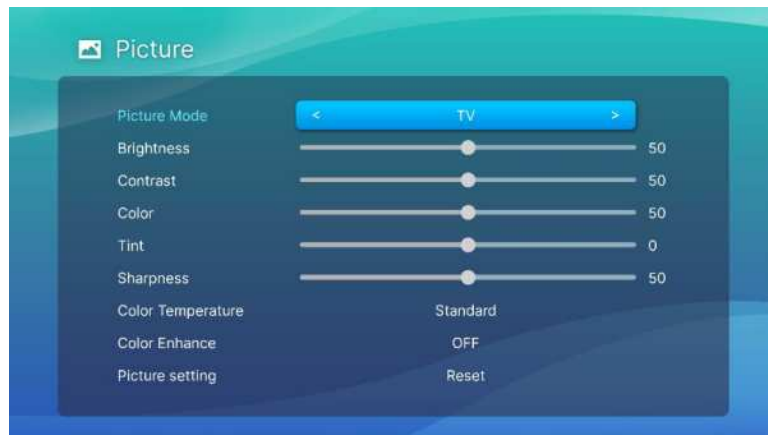 Picture
Picture Mode < TV >
Brightness 50
Contrast 50
Color 50
Tint 0
Sharpness 50
Color Temperature Standard
Color Enhance OFF
Picture setting Reset